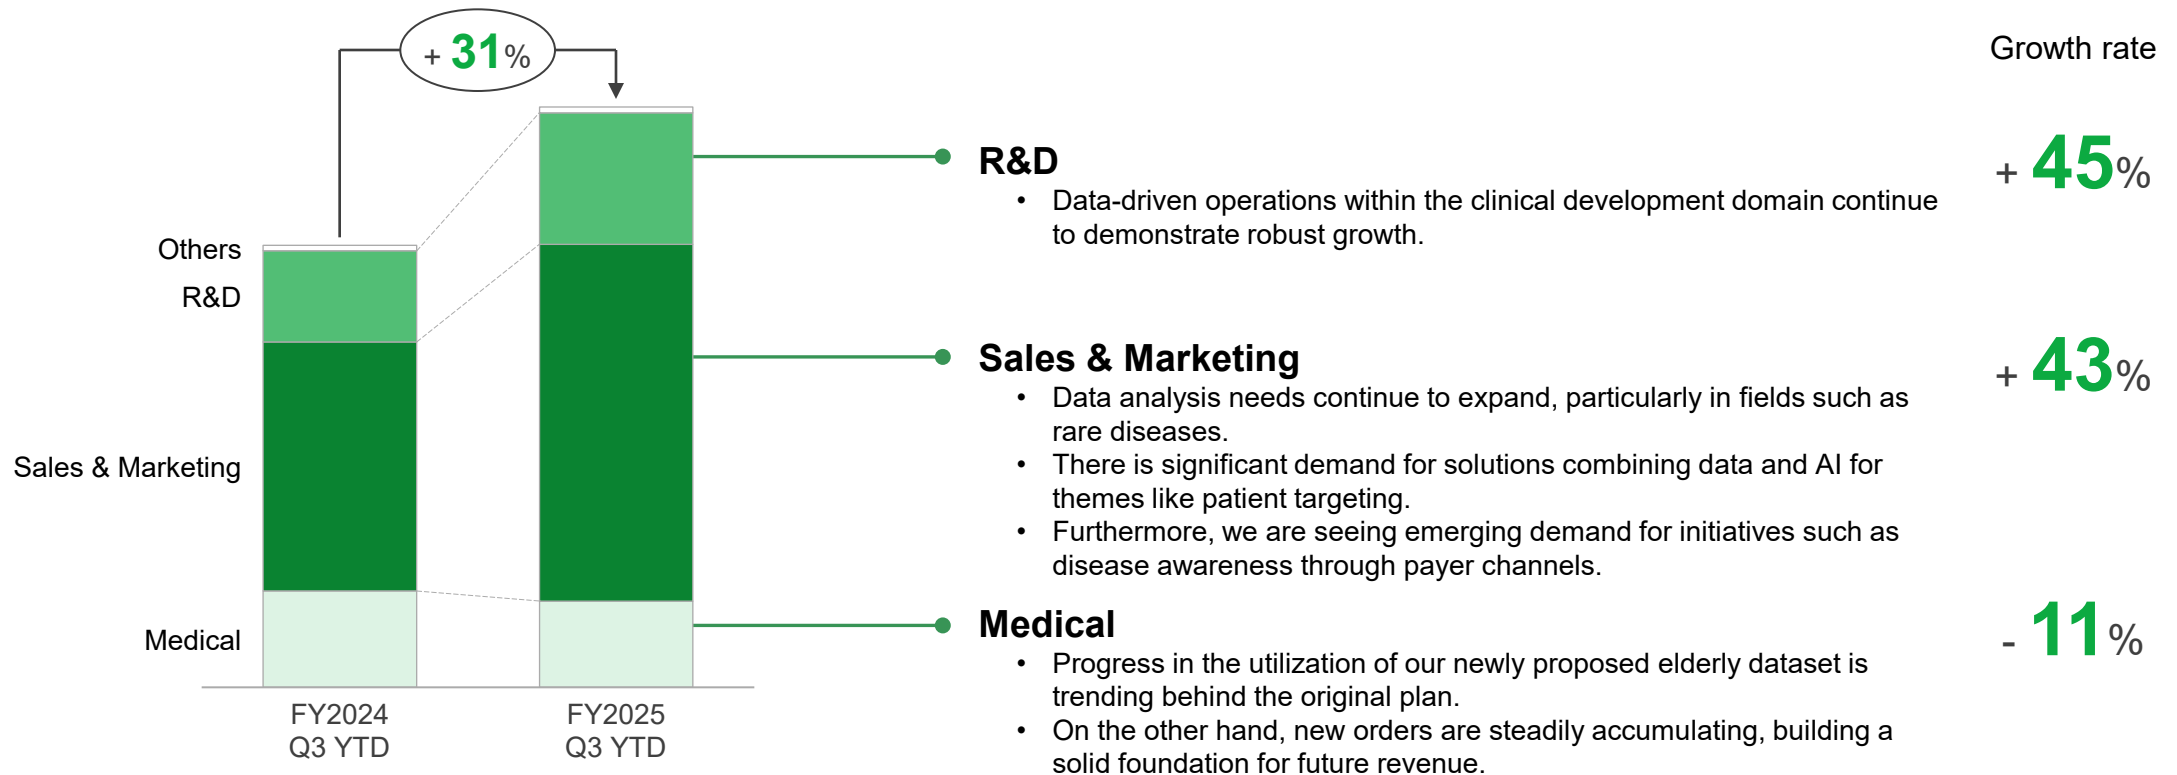 + 31%
Others
R&D
Sales & Marketing
Medical
FY2024
Q3 YTD
FY2025
Q3 YTD
Growth rate
R&D
• Data-driven operations within the clinical development domain continue
to demonstrate robust growth.
+ 45%
Sales & Marketing
• Data analysis needs continue to expand, particularly in fields such as
rare diseases.
• There is significant demand for solutions combining data and AI for
themes like patient targeting.
• Furthermore, we are seeing emerging demand for initiatives such as
disease awareness through payer channels.
+ 43%
Medical
• Progress in the utilization of our newly proposed elderly dataset is
trending behind the original plan.
• On the other hand, new orders are steadily accumulating, building a
solid foundation for future revenue.
- 11%